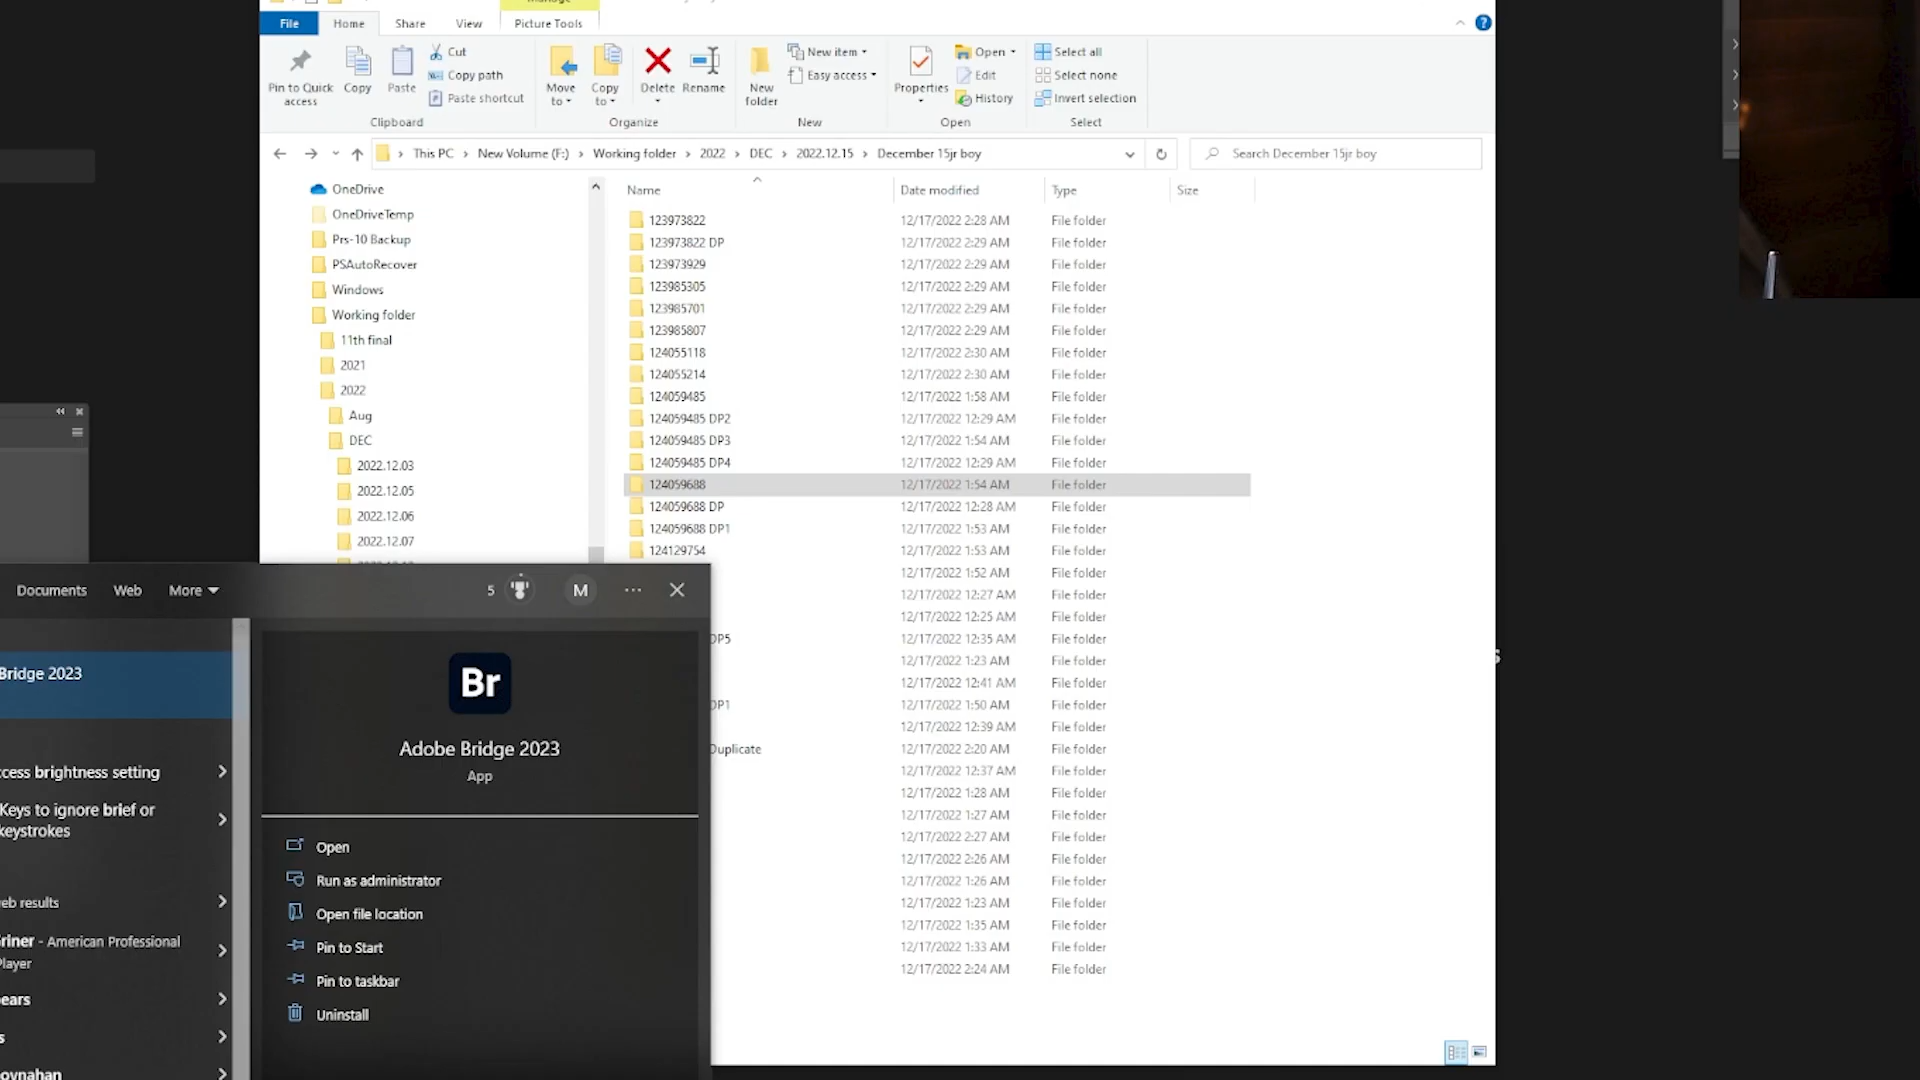 File Home Share View Picture Tools
Pin to Quick access
Copy
Paste
Cut
Copy path
Paste shortcut
Move to
Copy to
Delete
Rename
New folder
New item
Easy access
Properties
Open
Edit
History
Select all
Select none
Invert selection
Clipboard Organize New Open Select
This PC New Volume (F:) Working folder 2022 DEC 2022.12.15 December 15jr boy
Search December 15jr boy
OneDrive
OneDriveTemp
Prs-10 Backup
PSAutoRecover
Windows
Working folder
11th final
2021
2022
Aug
DEC
2022.12.03
2022.12.05
2022.12.06
2022.12.07
Name Date modified Type Size
123973822 12/17/2022 2:28 AM File folder
123973822 DP 12/17/2022 2:29 AM File folder
123973929 12/17/2022 2:29 AM File folder
123985305 12/17/2022 2:29 AM File folder
123985701 12/17/2022 2:29 AM File folder
123985807 12/17/2022 2:29 AM File folder
124055118 12/17/2022 2:30 AM File folder
124055214 12/17/2022 2:30 AM File folder
124059485 12/17/2022 1:58 AM File folder
124059485 DP2 12/17/2022 12:29 AM File folder
124059485 DP3 12/17/2022 1:54 AM File folder
124059485 DP4 12/17/2022 12:29 AM File folder
124059688 12/17/2022 1:54 AM File folder
124059688 DP 12/17/2022 12:28 AM File folder
124059688 DP1 12/17/2022 1:53 AM File folder
124129754 12/17/2022 1:53 AM File folder
12/17/2022 1:52 AM File folder
12/17/2022 12:27 AM File folder
12/17/2022 12:25 AM File folder
DP5 12/17/2022 12:35 AM File folder
12/17/2022 1:23 AM File folder
12/17/2022 12:41 AM File folder
DP1 12/17/2022 1:50 AM File folder
12/17/2022 12:39 AM File folder
Duplicate 12/17/2022 2:20 AM File folder
12/17/2022 12:37 AM File folder
12/17/2022 1:28 AM File folder
12/17/2022 1:27 AM File folder
12/17/2022 2:27 AM File folder
12/17/2022 2:26 AM File folder
12/17/2022 1:26 AM File folder
12/17/2022 1:23 AM File folder
12/17/2022 1:35 AM File folder
12/17/2022 1:33 AM File folder
12/17/2022 2:24 AM File folder
Documents Web More 5 M
Bridge 2023
brightness setting
Keys to ignore brief or
keystrokes
results
- American Professional
Br
Adobe Bridge 2023
App
Open
Run as administrator
Open file location
Pin to Start
Pin to taskbar
Uninstall